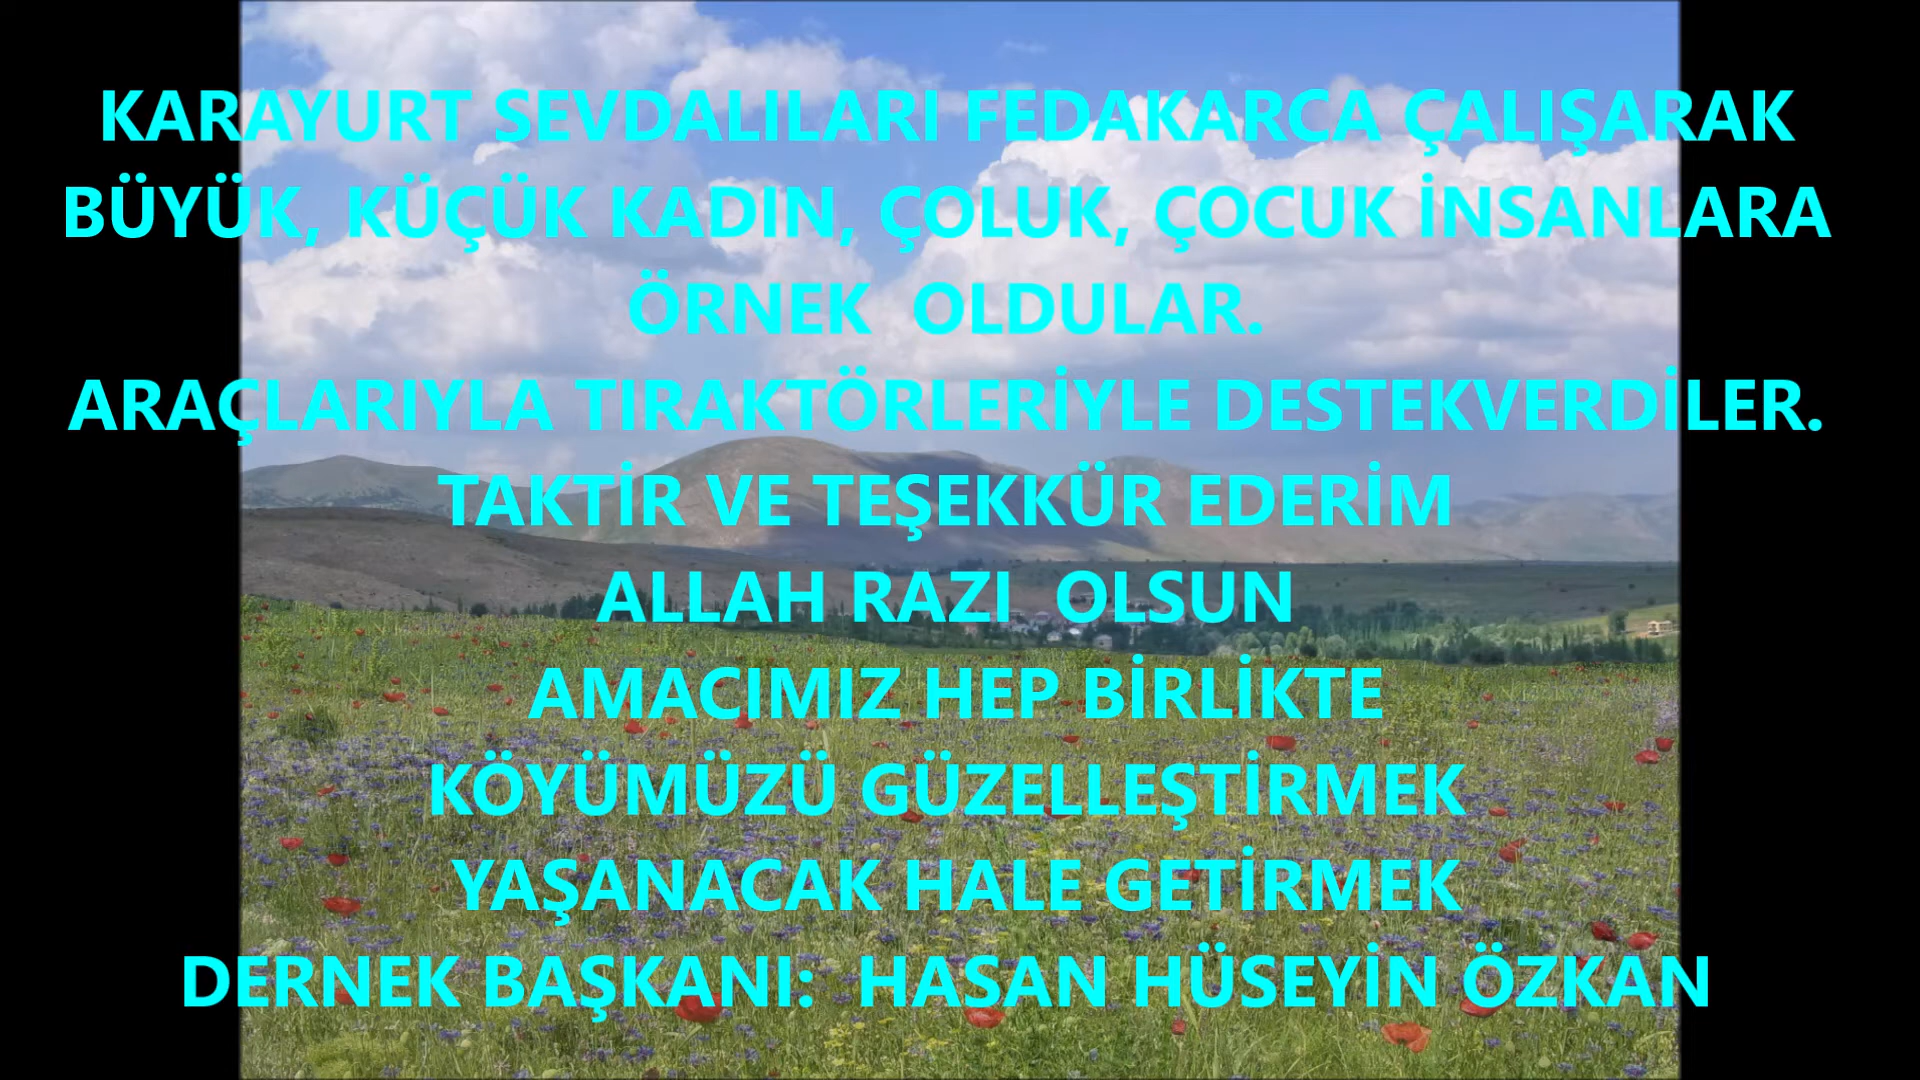 KARAYURT SEVDALILARI FEDAKARCA ÇALIŞARAK
BÜYÜK, KÜÇÜK KADIN, ÇOLUK, ÇOCUK İNSANLARA
ÖRNEK OLDULAR.
ARAÇLARIYLA TIRAKTÖRLERİYLE DESTEKVERDİLER.
TAKTİR VE TEŞEKKÜR EDERİM
ALLAH RAZI OLSUN
AMACIMIZ HEP BİRLİKTE
KÖYÜMÜZÜ GÜZELLEŞTİRMEK
YAŞANACAK HALE GETİRMEK
DERNEK BAŞKANI: HASAN HÜSEYİN ÖZKAN